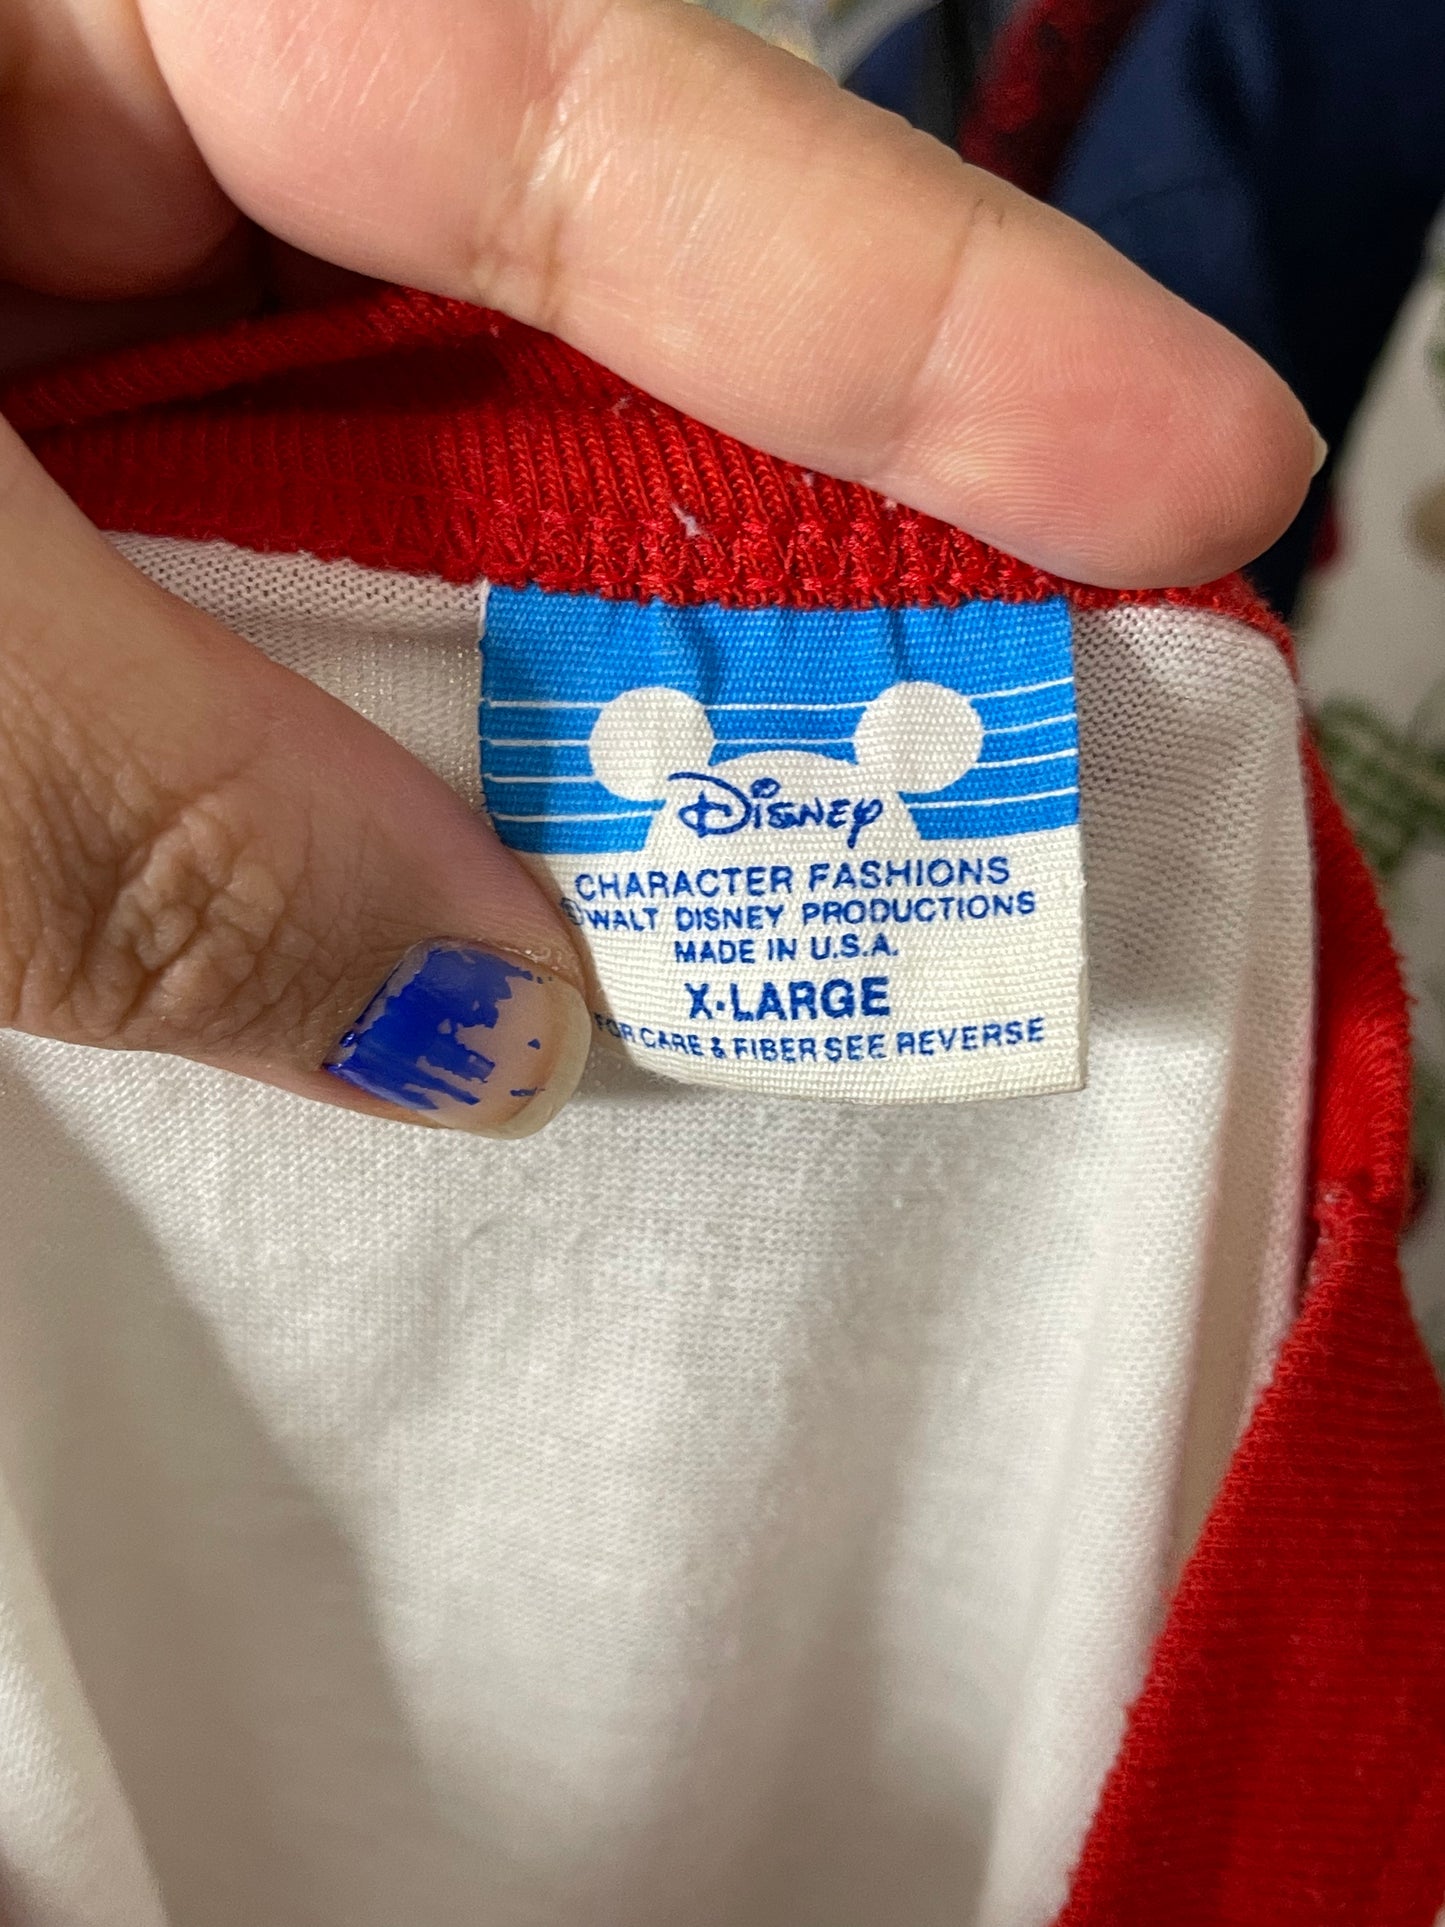 Disney
CHARACTER FASHIONS
©WALT DISNEY PRODUCTIONS
MADE IN U.S.A.
X-LARGE
FOR CARE & FIBER SEE REVERSE